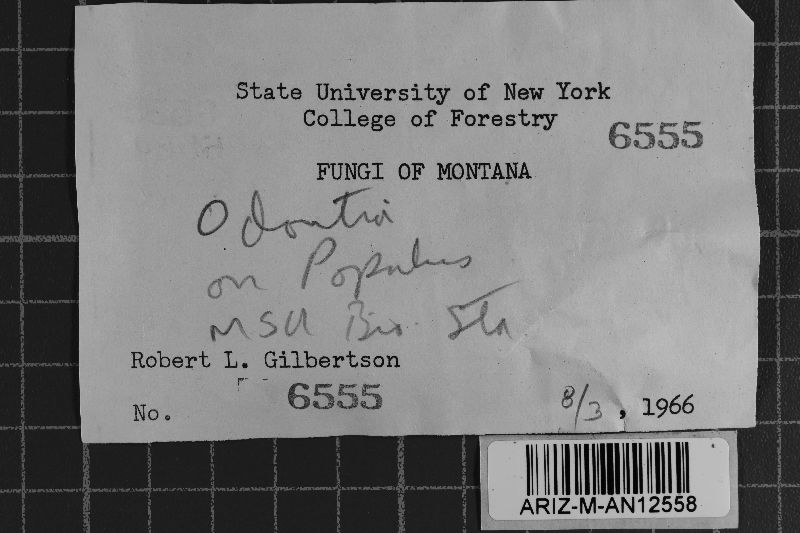 State University of New York
College of Forestry
6555
FUNGI OF MONTANA
Odontia
on Populus
MSU Bio. Sta
Robert L. Gilbertson
No. 6555
8/3, 1966
ARIZ-M-AN12558